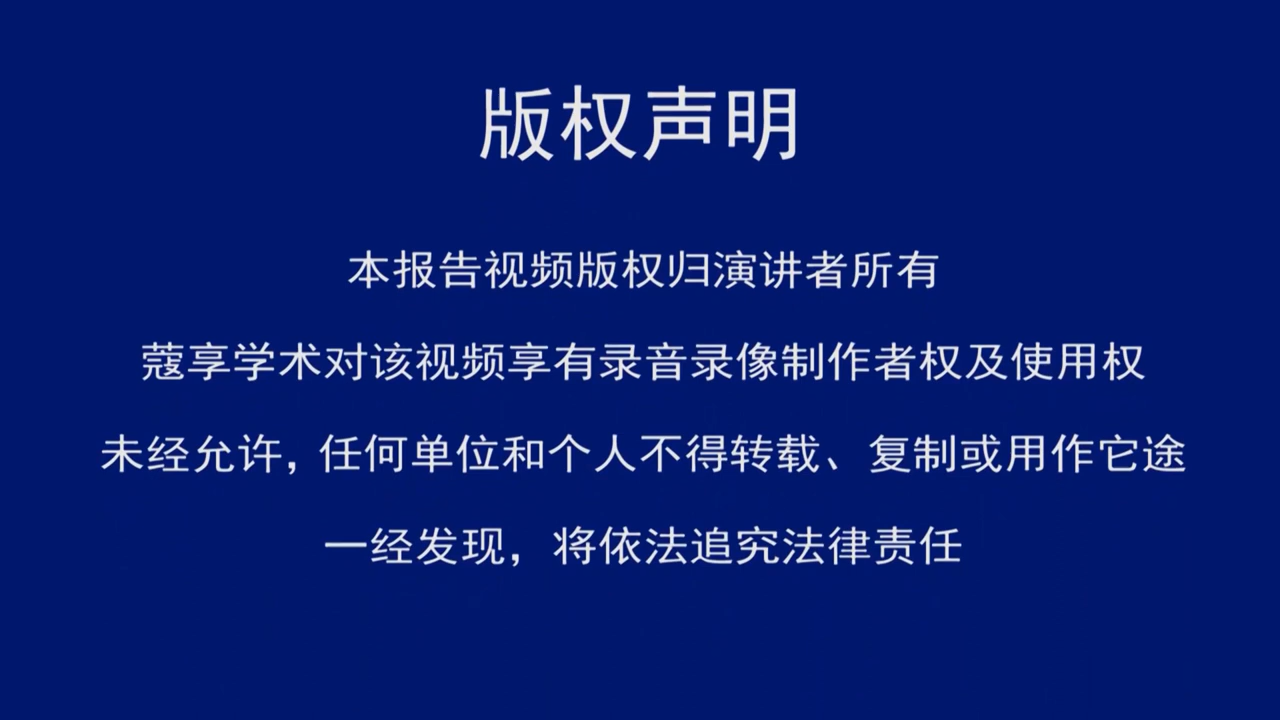 版权声明
本报告视频版权归演讲者所有
蔻享学术对该视频享有录音录像制作者权及使用权
未经允许，任何单位和个人不得转载、复制或用作它途
一经发现，将依法追究法律责任